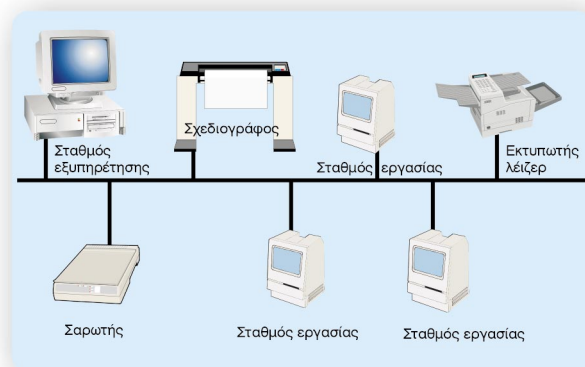 Σταθμός
εξυπηρέτησης
Σχεδιογράφος
Σταθμός εργασίας
Εκτυπωτής
λέιζερ
Σαρωτής
Σταθμός εργασίας
Σταθμός εργασίας